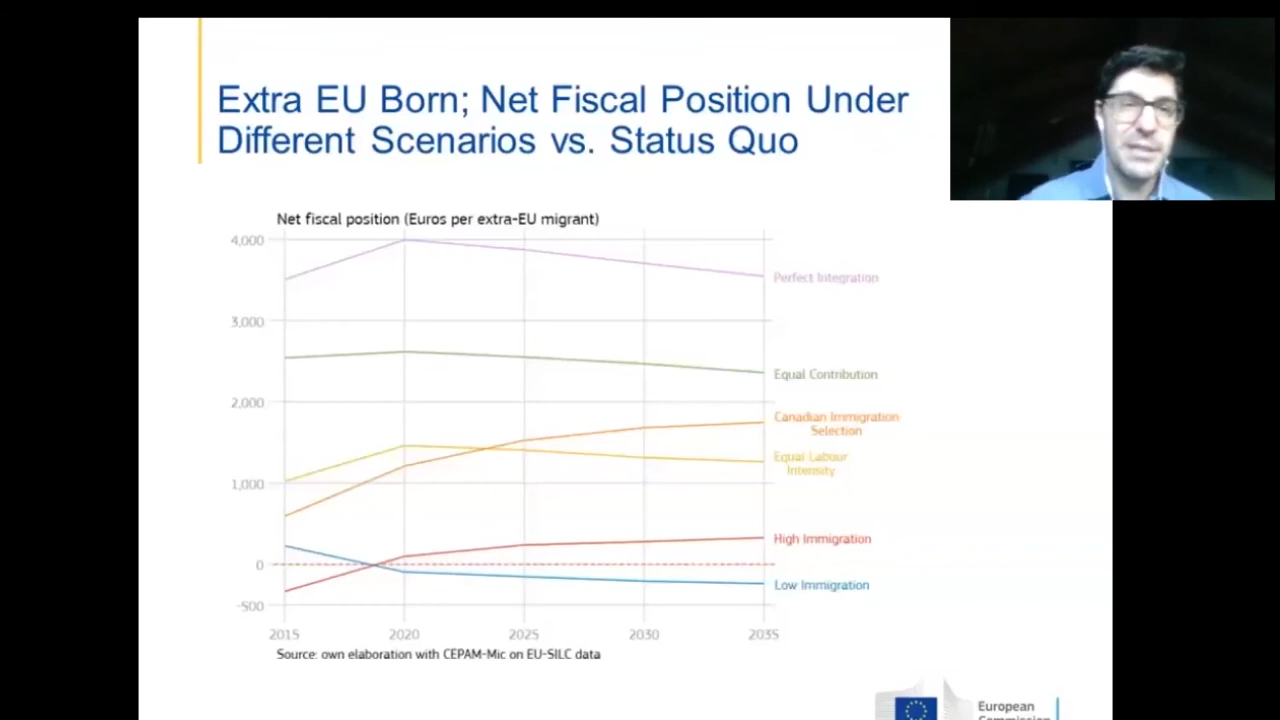 Extra EU Born; Net Fiscal Position Under
Different Scenarios vs. Status Quo
Net fiscal position (Euros per extra-EU migrant)
4,000
3,000
2,000
1,000
0
-500
Perfect Integration
Equal Contribution
Canadian Immigration
Selection
Equal Labour
Intensity
High Immigration
Low Immigration
2015 2020 2025 2030 2035
Source: own elaboration with CEPAM-Mic on EU-SILC data
European
Commission